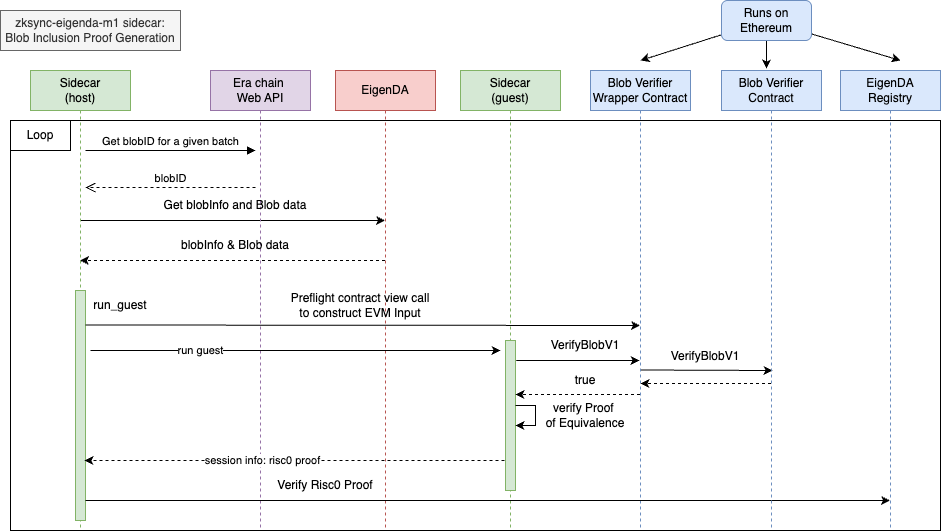 zksync-eigenda-m1 sidecar:
Blob Inclusion Proof Generation
Runs on
Ethereum
Sidecar
(host)
Era chain
Web API
EigenDA
Sidecar
(guest)
Blob Verifier
Wrapper Contract
Blob Verifier
Contract
EigenDA
Registry
Loop
Get blobID for a given batch
blobID
Get blobInfo and Blob data
blobInfo & Blob data
run_guest
Preflight contract view call
to construct EVM Input
run guest
VerifyBlobV1
VerifyBlobV1
true
verify Proof
of Equivalence
session info: risc0 proof
Verify Risc0 Proof